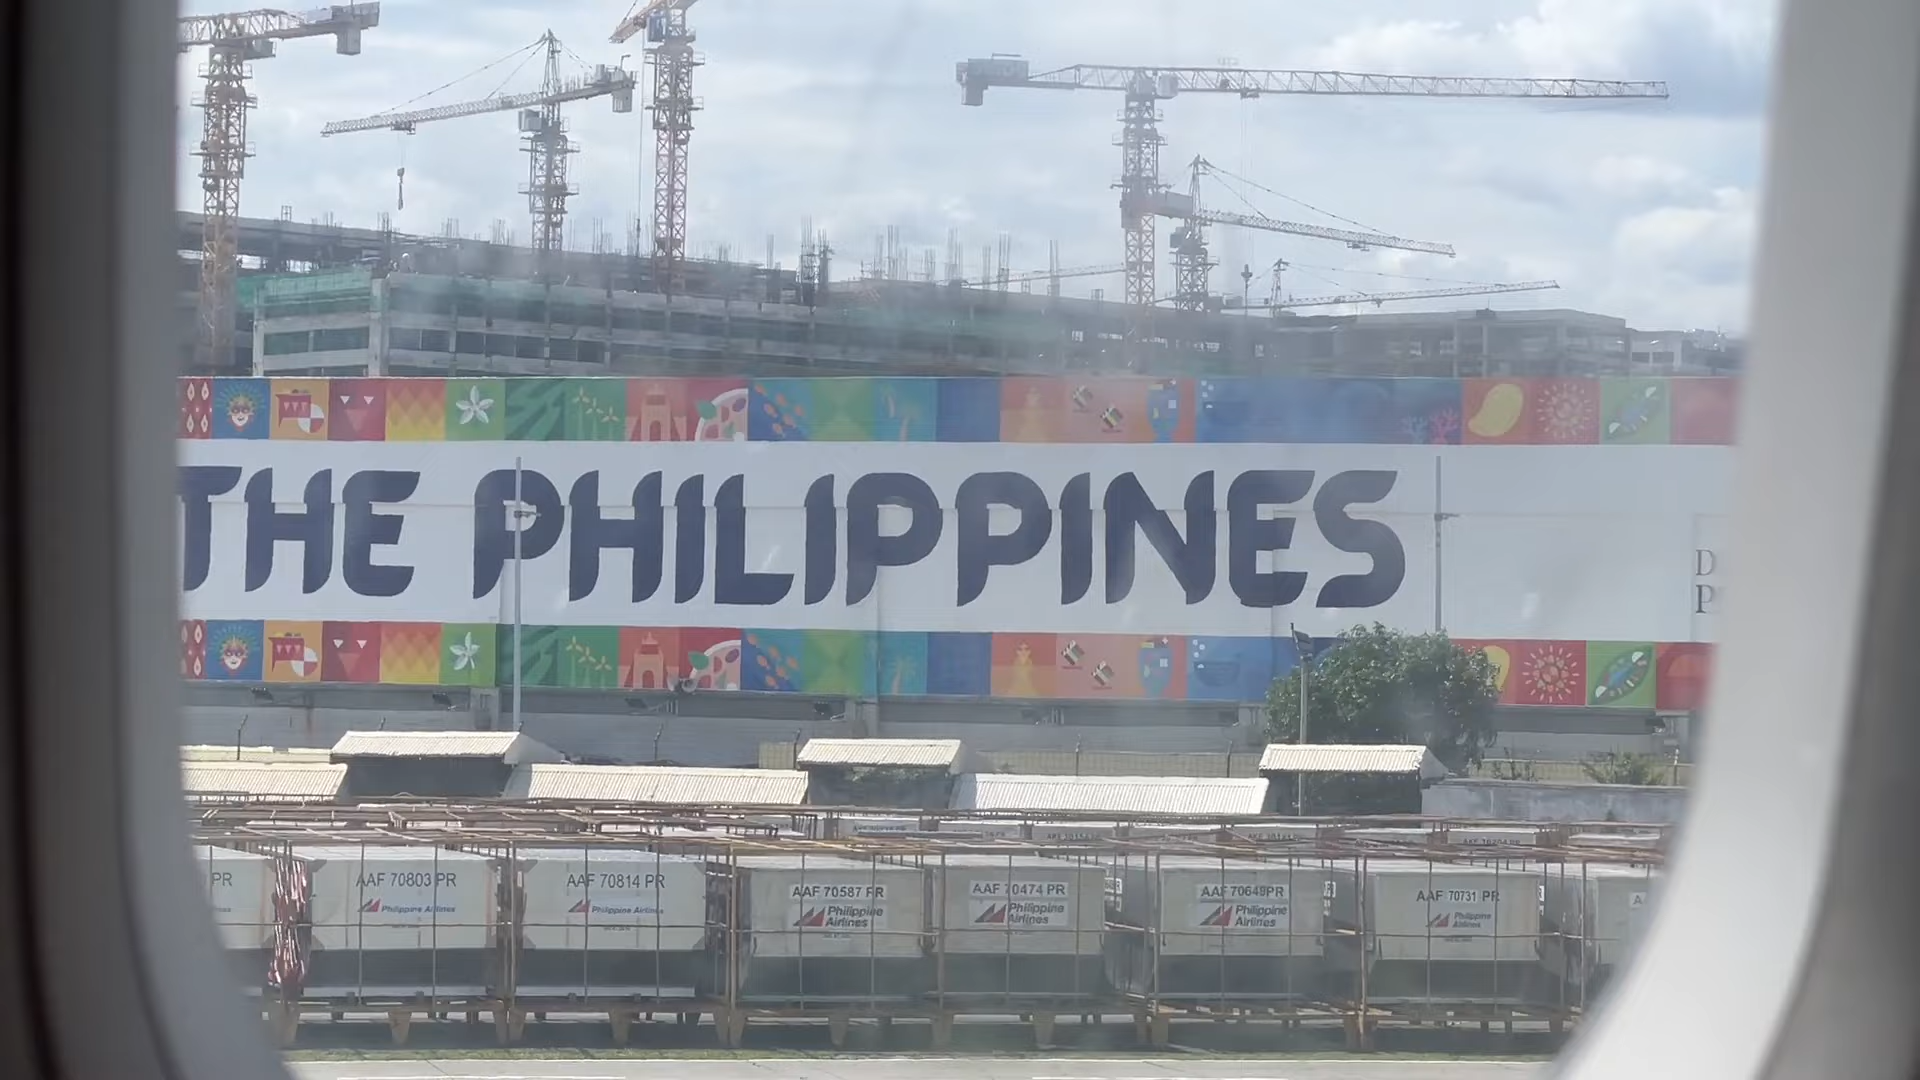 THE PHILIPPINES
D
P
PR
AAF 70803 PR
Philippine Airlines
AAF 70814 PR
Philippine Airlines
AAF 70587 PR
Philippine
Airlines
AAF 70474 PR
Philippine
Airlines
AAF 70649PR
Philippine
Airlines
AAF 70731 PR
Philippine
Airlines
A